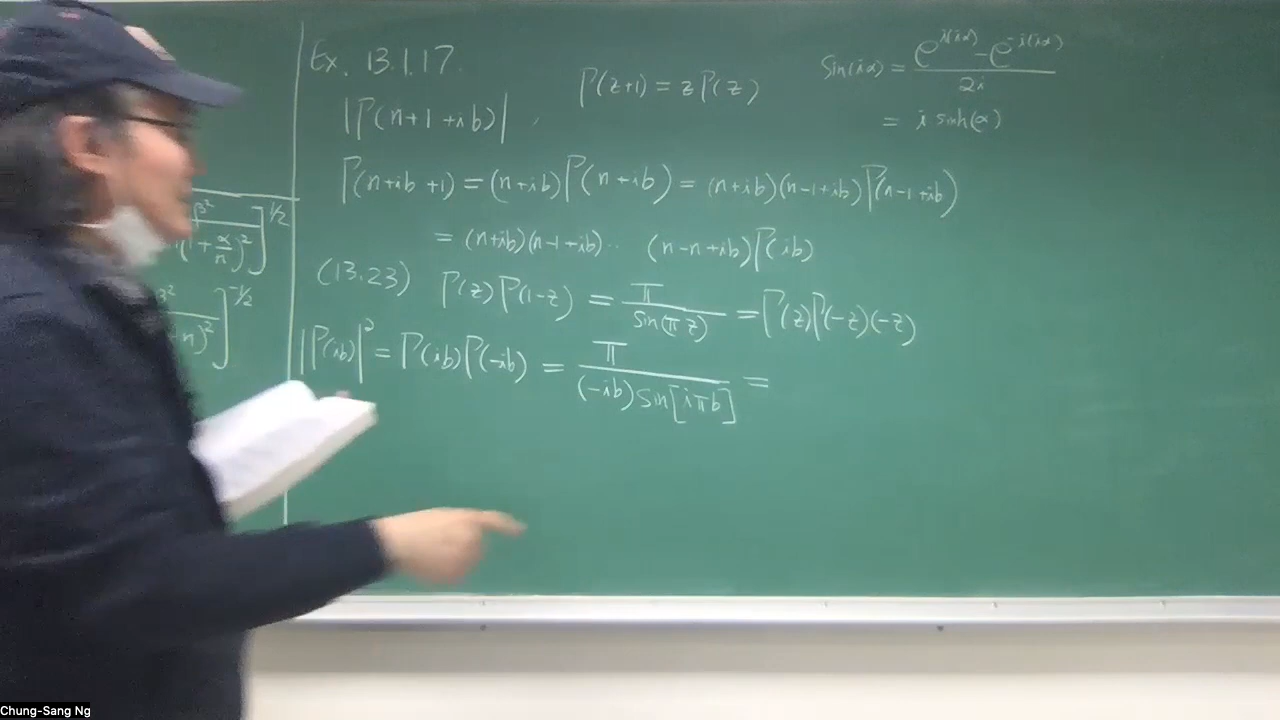 Ex. 13.1.17.
|Γ(n+1+ib)|
Γ(z+1) = zΓ(z)
Sin(iα) = (e^{i(iα)} - e^{-i(iα)}) / 2i
= i sinh(α)
Γ(n+ib+1) = (n+ib)Γ(n+ib) = (n+ib)(n-1+ib)Γ(n-1+ib)
= (n+ib)(n-1+ib)... (n-n+ib)Γ(ib)
(13.23) Γ(z)Γ(1-z) = π / Sin(πz) = Γ(z)Γ(-z)(-z)
|Γ(ib)|² = Γ(ib)Γ(-ib) = π / ((-ib)Sin[iπb]) =
Chung-Sang Ng